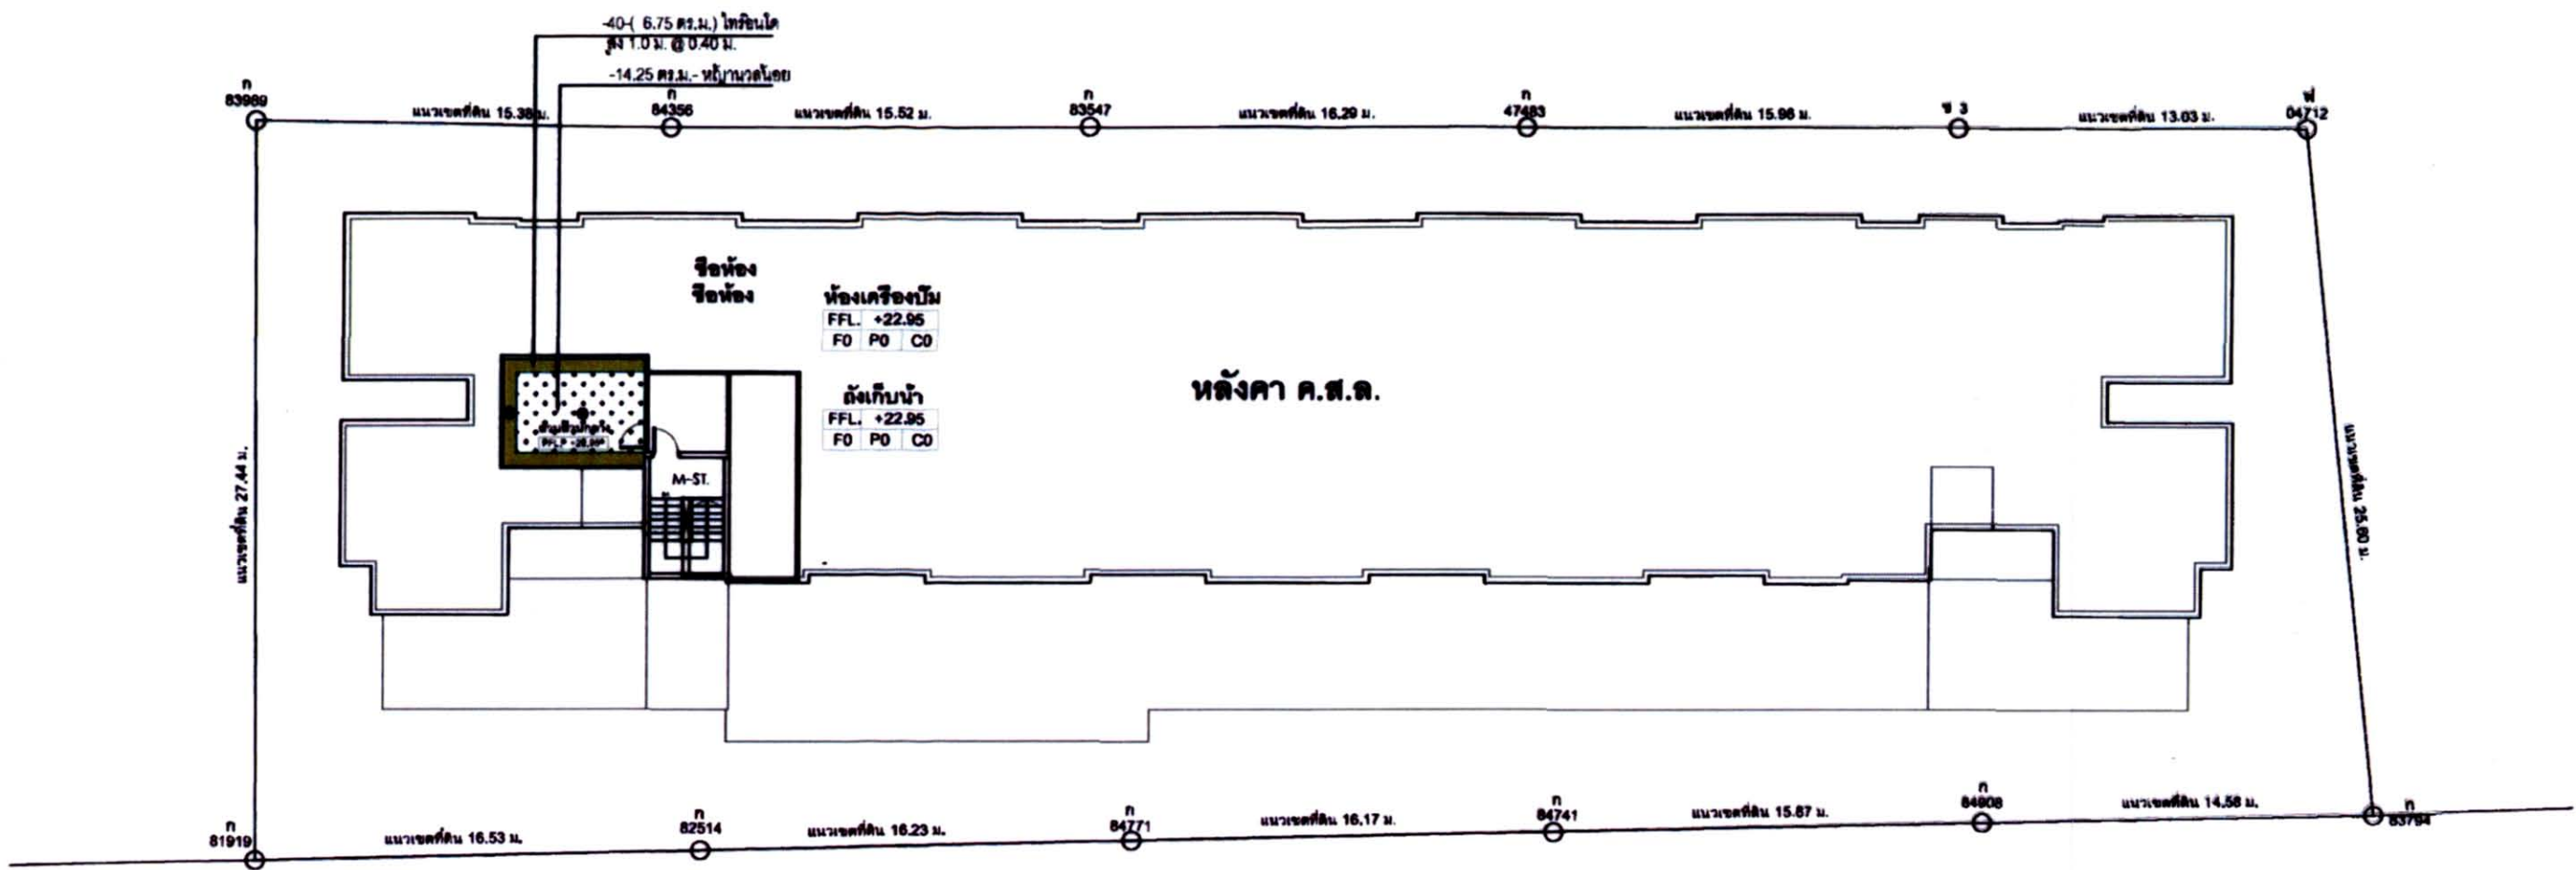 -40-( 6.75 ตร.ม.) ไทรอินโด
สูง 1.0 ม. @ 0.40 ม.
-14.25 ตร.ม.- หญ้านวลน้อย
ก
83989
แนวเขตที่ดิน 15.38 ม.
ก
84356
แนวเขตที่ดิน 15.52 ม.
ก
83547
แนวเขตที่ดิน 16.29 ม.
ก
47483
แนวเขตที่ดิน 15.96 ม.
ช 3
แนวเขตที่ดิน 13.03 ม.
ฟ
04712
ชื่อห้อง
ชื่อห้อง
ห้องเครื่องปั๊ม
FFL. +22.95
F0 P0 C0
ถังเก็บน้ำ
FFL. +22.95
F0 P0 C0
หลังคา ค.ส.ล.
M-ST.
แนวเขตที่ดิน 27.44 ม.
แนวเขตที่ดิน 25.60 ม.
ก
81919
แนวเขตที่ดิน 16.53 ม.
ก
82514
แนวเขตที่ดิน 16.23 ม.
ก
84771
แนวเขตที่ดิน 16.17 ม.
ก
84741
แนวเขตที่ดิน 15.87 ม.
ก
84908
แนวเขตที่ดิน 14.58 ม.
ก
83794